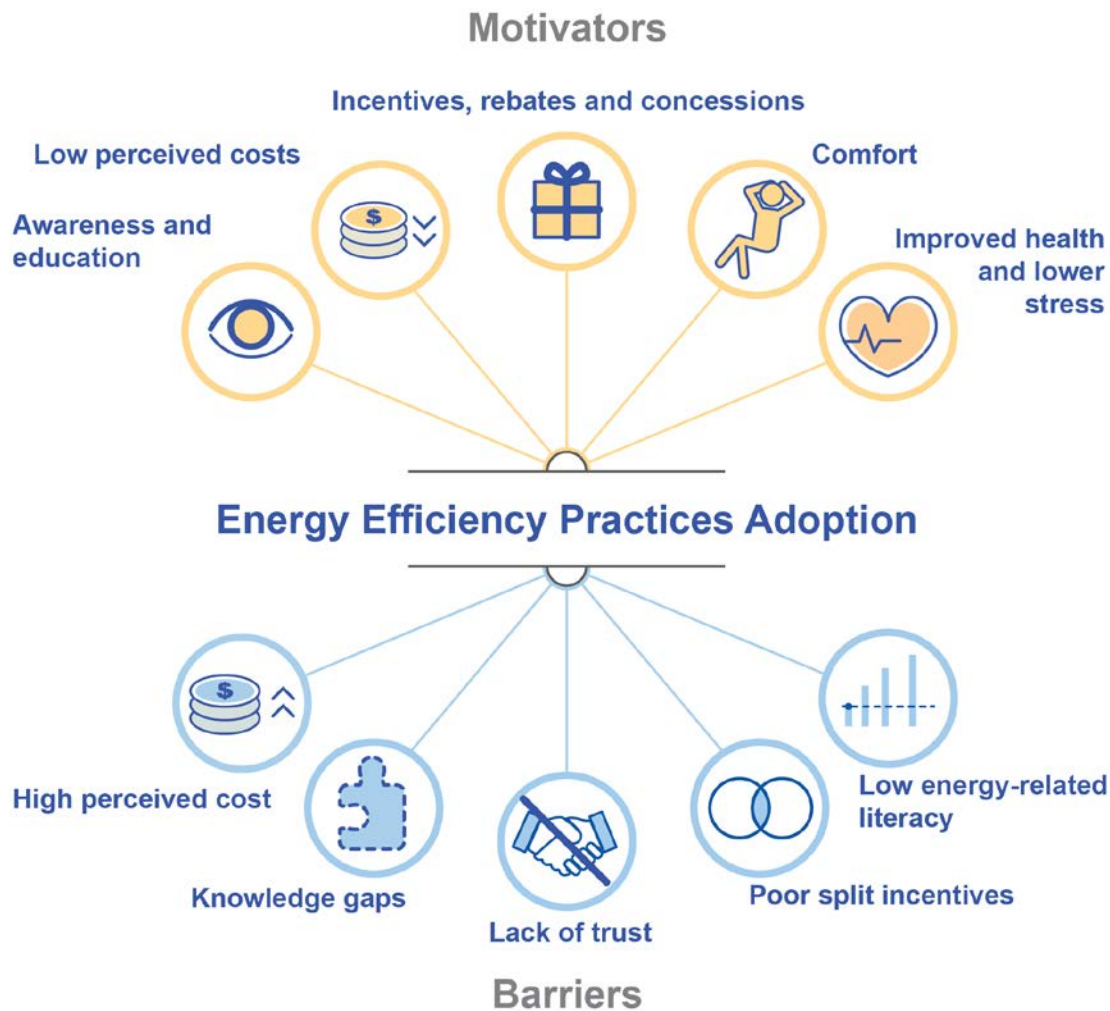 Motivators
Incentives, rebates and concessions
Low perceived costs
Comfort
Awareness and
education
Improved health
and lower
stress
$
Energy Efficiency Practices Adoption
$
High perceived cost
Low energy-related
literacy
Knowledge gaps
Poor split incentives
Lack of trust
Barriers